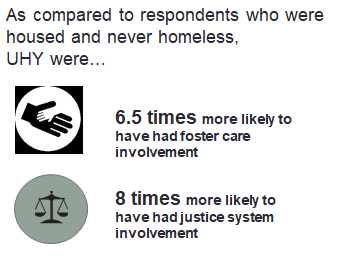 As compared to respondents who were
housed and never homeless,
UHY were…
6.5 times more likely to
have had foster care
involvement
8 times more likely to
have had justice system
involvement